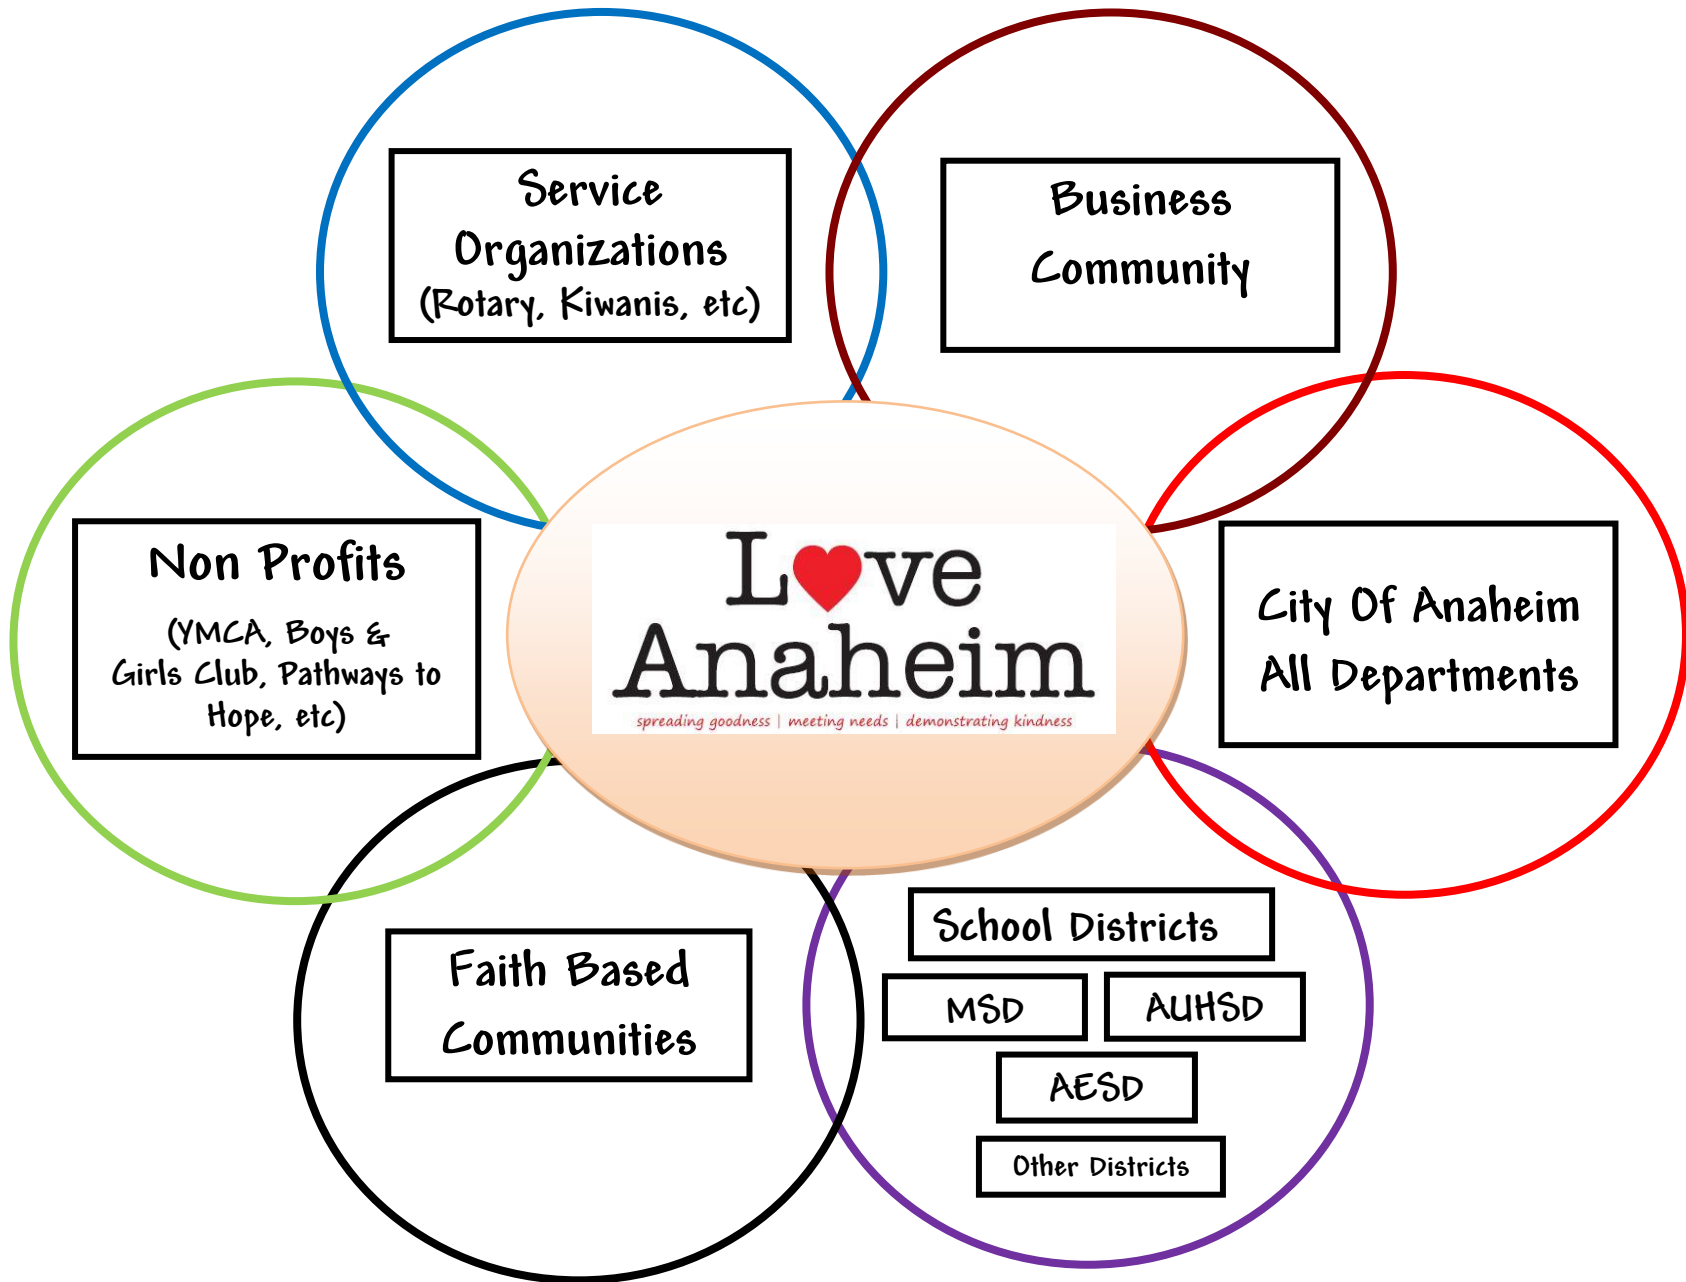 Service
Organizations
(Rotary, Kiwanis, etc)
Business
Community
Non Profits
(YMCA, Boys &
Girls Club, Pathways to
Hope, etc)
L❤ve
Anaheim
spreading goodness | meeting needs | demonstrating kindness
City Of Anaheim
All Departments
Faith Based
Communities
School Districts
MSD
AUHSD
AESD
Other Districts